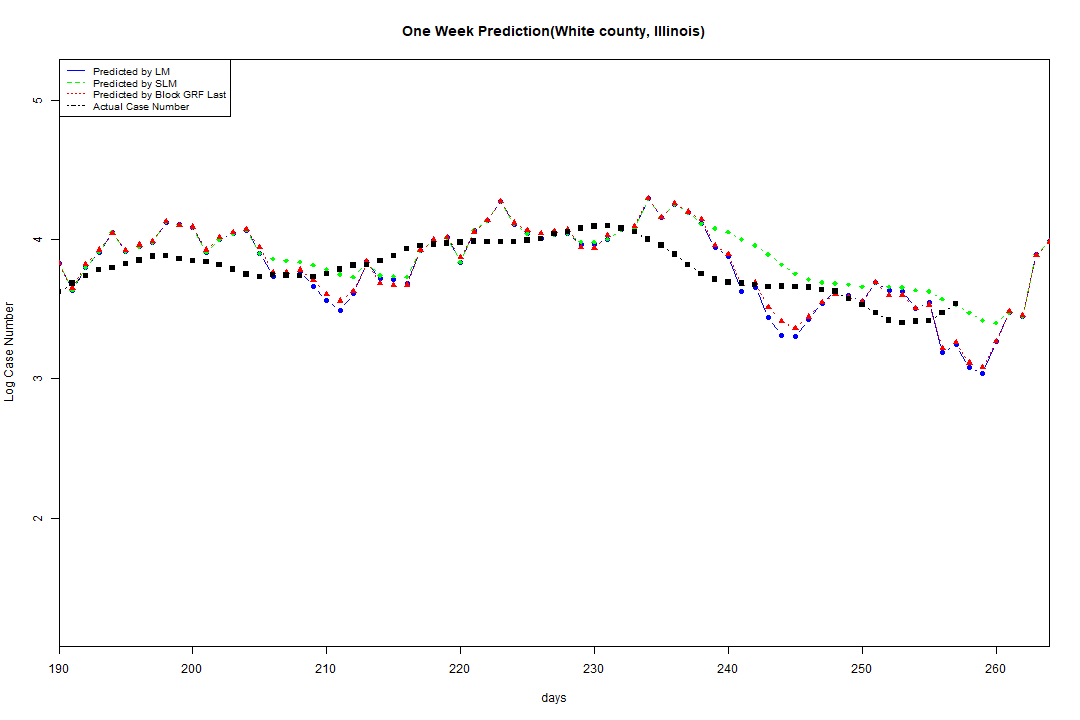 One Week Prediction(White county, Illinois)
Predicted by LM
Predicted by SLM
Predicted by Block GRF Last
Actual Case Number
5
4
3
2
Log Case Number
190 200 210 220 230 240 250 260
days